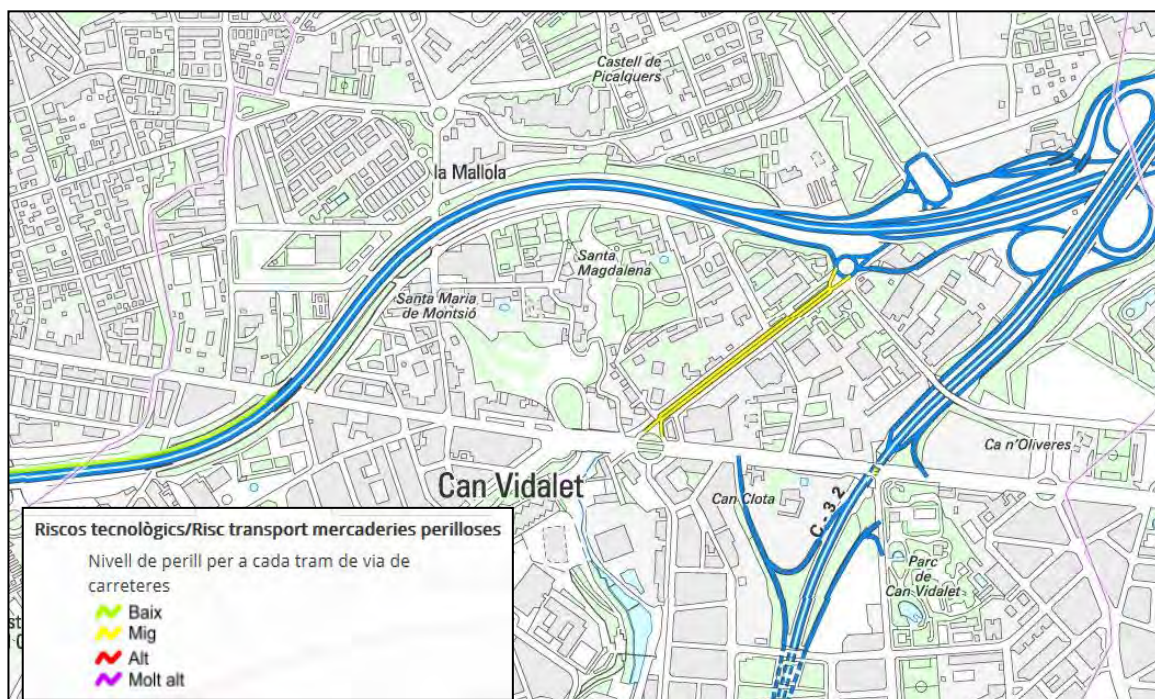 Castell de
Picalquers
la Mallola
Santa
Magdalena
Santa Maria
de Montsió
Ca n'Oliveres
Can Vidalet
Can Clota
C-32
Parc
de
Can Vidalet
Riscos tecnològics/Risc transport mercaderies perilloses
Nivell de perill per a cada tram de via de
carreteres
Baix
Mig
Alt
Molt alt